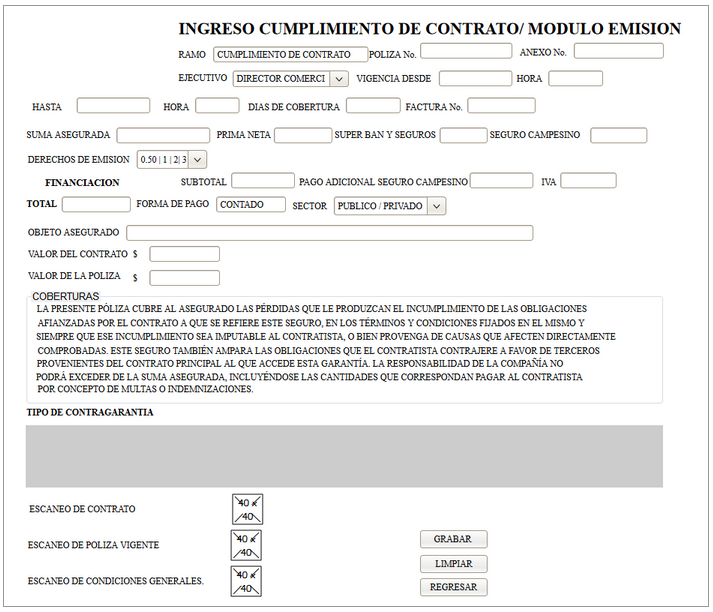 INGRESO CUMPLIMIENTO DE CONTRATO/ MODULO EMISION
RAMO CUMPLIMIENTO DE CONTRATO POLIZA No. ANEXO No.
EJECUTIVO DIRECTOR COMERCI VIGENCIA DESDE HORA
HASTA HORA DIAS DE COBERTURA FACTURA No.
SUMA ASEGURADA PRIMA NETA SUPER BAN Y SEGUROS SEGURO CAMPESINO
DERECHOS DE EMISION 0.50 | 1 | 2| 3
FINANCIACION SUBTOTAL PAGO ADICIONAL SEGURO CAMPESINO IVA
TOTAL FORMA DE PAGO CONTADO SECTOR PUBLICO / PRIVADO
OBJETO ASEGURADO
VALOR DEL CONTRATO $
VALOR DE LA POLIZA $
COBERTURAS
LA PRESENTE PÓLIZA CUBRE AL ASEGURADO LAS PÉRDIDAS QUE LE PRODUZCAN EL INCUMPLIMIENTO DE LAS OBLIGACIONES
AFIANZADAS POR EL CONTRATO A QUE SE REFIERE ESTE SEGURO, EN LOS TÉRMINOS Y CONDICIONES FIJADOS EN EL MISMO Y
SIEMPRE QUE ESE INCUMPLIMIENTO SEA IMPUTABLE AL CONTRATISTA, O BIEN PROVENGA DE CAUSAS QUE AFECTEN DIRECTAMENTE
COMPROBADAS. ESTE SEGURO TAMBIÉN AMPARA LAS OBLIGACIONES QUE EL CONTRATISTA CONTRAJERE A FAVOR DE TERCEROS
PROVENIENTES DEL CONTRATO PRINCIPAL AL QUE ACCEDE ESTA GARANTÍA. LA RESPONSABILIDAD DE LA COMPAÑÍA NO
PODRÁ EXCEDER DE LA SUMA ASEGURADA, INCLUYÉNDOSE LAS CANTIDADES QUE CORRESPONDAN PAGAR AL CONTRATISTA
POR CONCEPTO DE MULTAS O INDEMNIZACIONES.
TIPO DE CONTRAGARANTIA
ESCANEO DE CONTRATO 40 x
40
ESCANEO DE POLIZA VIGENTE 40 x
40
GRABAR
LIMPIAR
ESCANEO DE CONDICIONES GENERALES. 40 x
40
REGRESAR